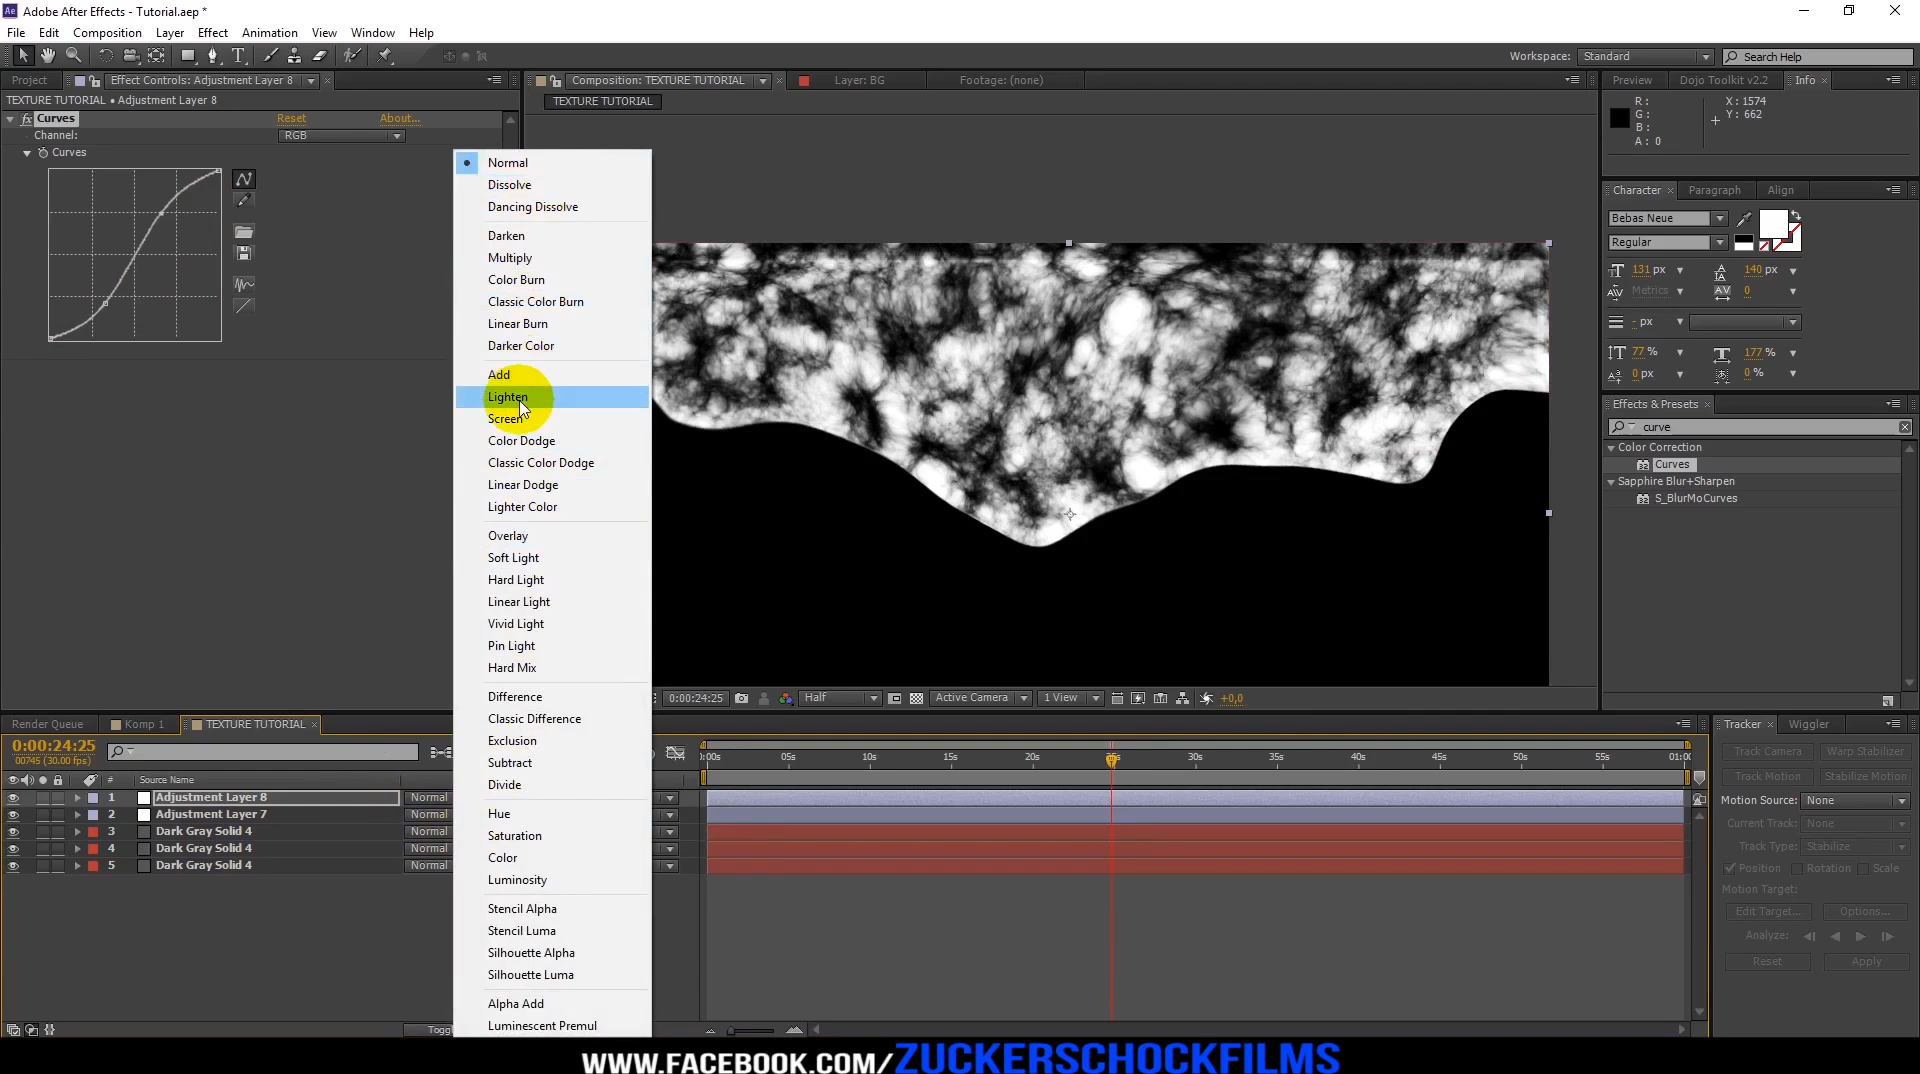 Adobe After Effects - Tutorial.aep *
File Edit Composition Layer Effect Animation View Window Help
Workspace: Standard Search Help
Project Effect Controls: Adjustment Layer 8
TEXTURE TUTORIAL • Adjustment Layer 8
fx Curves Reset About...
Channel: RGB
Curves
Composition: TEXTURE TUTORIAL Layer: BG Footage: (none)
TEXTURE TUTORIAL
Normal
Dissolve
Dancing Dissolve
Darken
Multiply
Color Burn
Classic Color Burn
Linear Burn
Darker Color
Add
Lighten
Screen
Color Dodge
Classic Color Dodge
Linear Dodge
Lighter Color
Overlay
Soft Light
Hard Light
Linear Light
Vivid Light
Pin Light
Hard Mix
Difference
Classic Difference
Exclusion
Subtract
Divide
Hue
Saturation
Color
Luminosity
Stencil Alpha
Stencil Luma
Silhouette Alpha
Silhouette Luma
Alpha Add
Luminescent Premul
0:00:24:25 Half Active Camera 1 View +0,0
Preview Dojo Toolkit v2.2 Info
R: X: 1574
G: Y: 662
B:
A: 0
Character Paragraph Align
Bebas Neue
Regular
131 px 140 px
Metrics 0
- px
77 % 177 %
0 px 0 %
Effects & Presets
curve
Color Correction
Curves
Sapphire Blur+Sharpen
S_BlurMoCurves
Render Queue Komp 1 TEXTURE TUTORIAL
0:00:24:25
00745 (30.00 fps)
# Source Name
1 Adjustment Layer 8 Normal
2 Adjustment Layer 7 Normal
3 Dark Gray Solid 4 Normal
4 Dark Gray Solid 4 Normal
5 Dark Gray Solid 4 Normal
05s 10s 15s 20s 30s 35s 40s 45s 50s 55s
Tracker Wiggler
Track Camera Warp Stabilizer
Track Motion Stabilize Motion
Motion Source: None
Current Track: None
Track Type: Stabilize
Position Rotation Scale
Motion Target:
Edit Target... Options...
Analyze:
Reset Apply
WWW.FACEBOOK.COM/ZUCKERSCHOCKFILMS